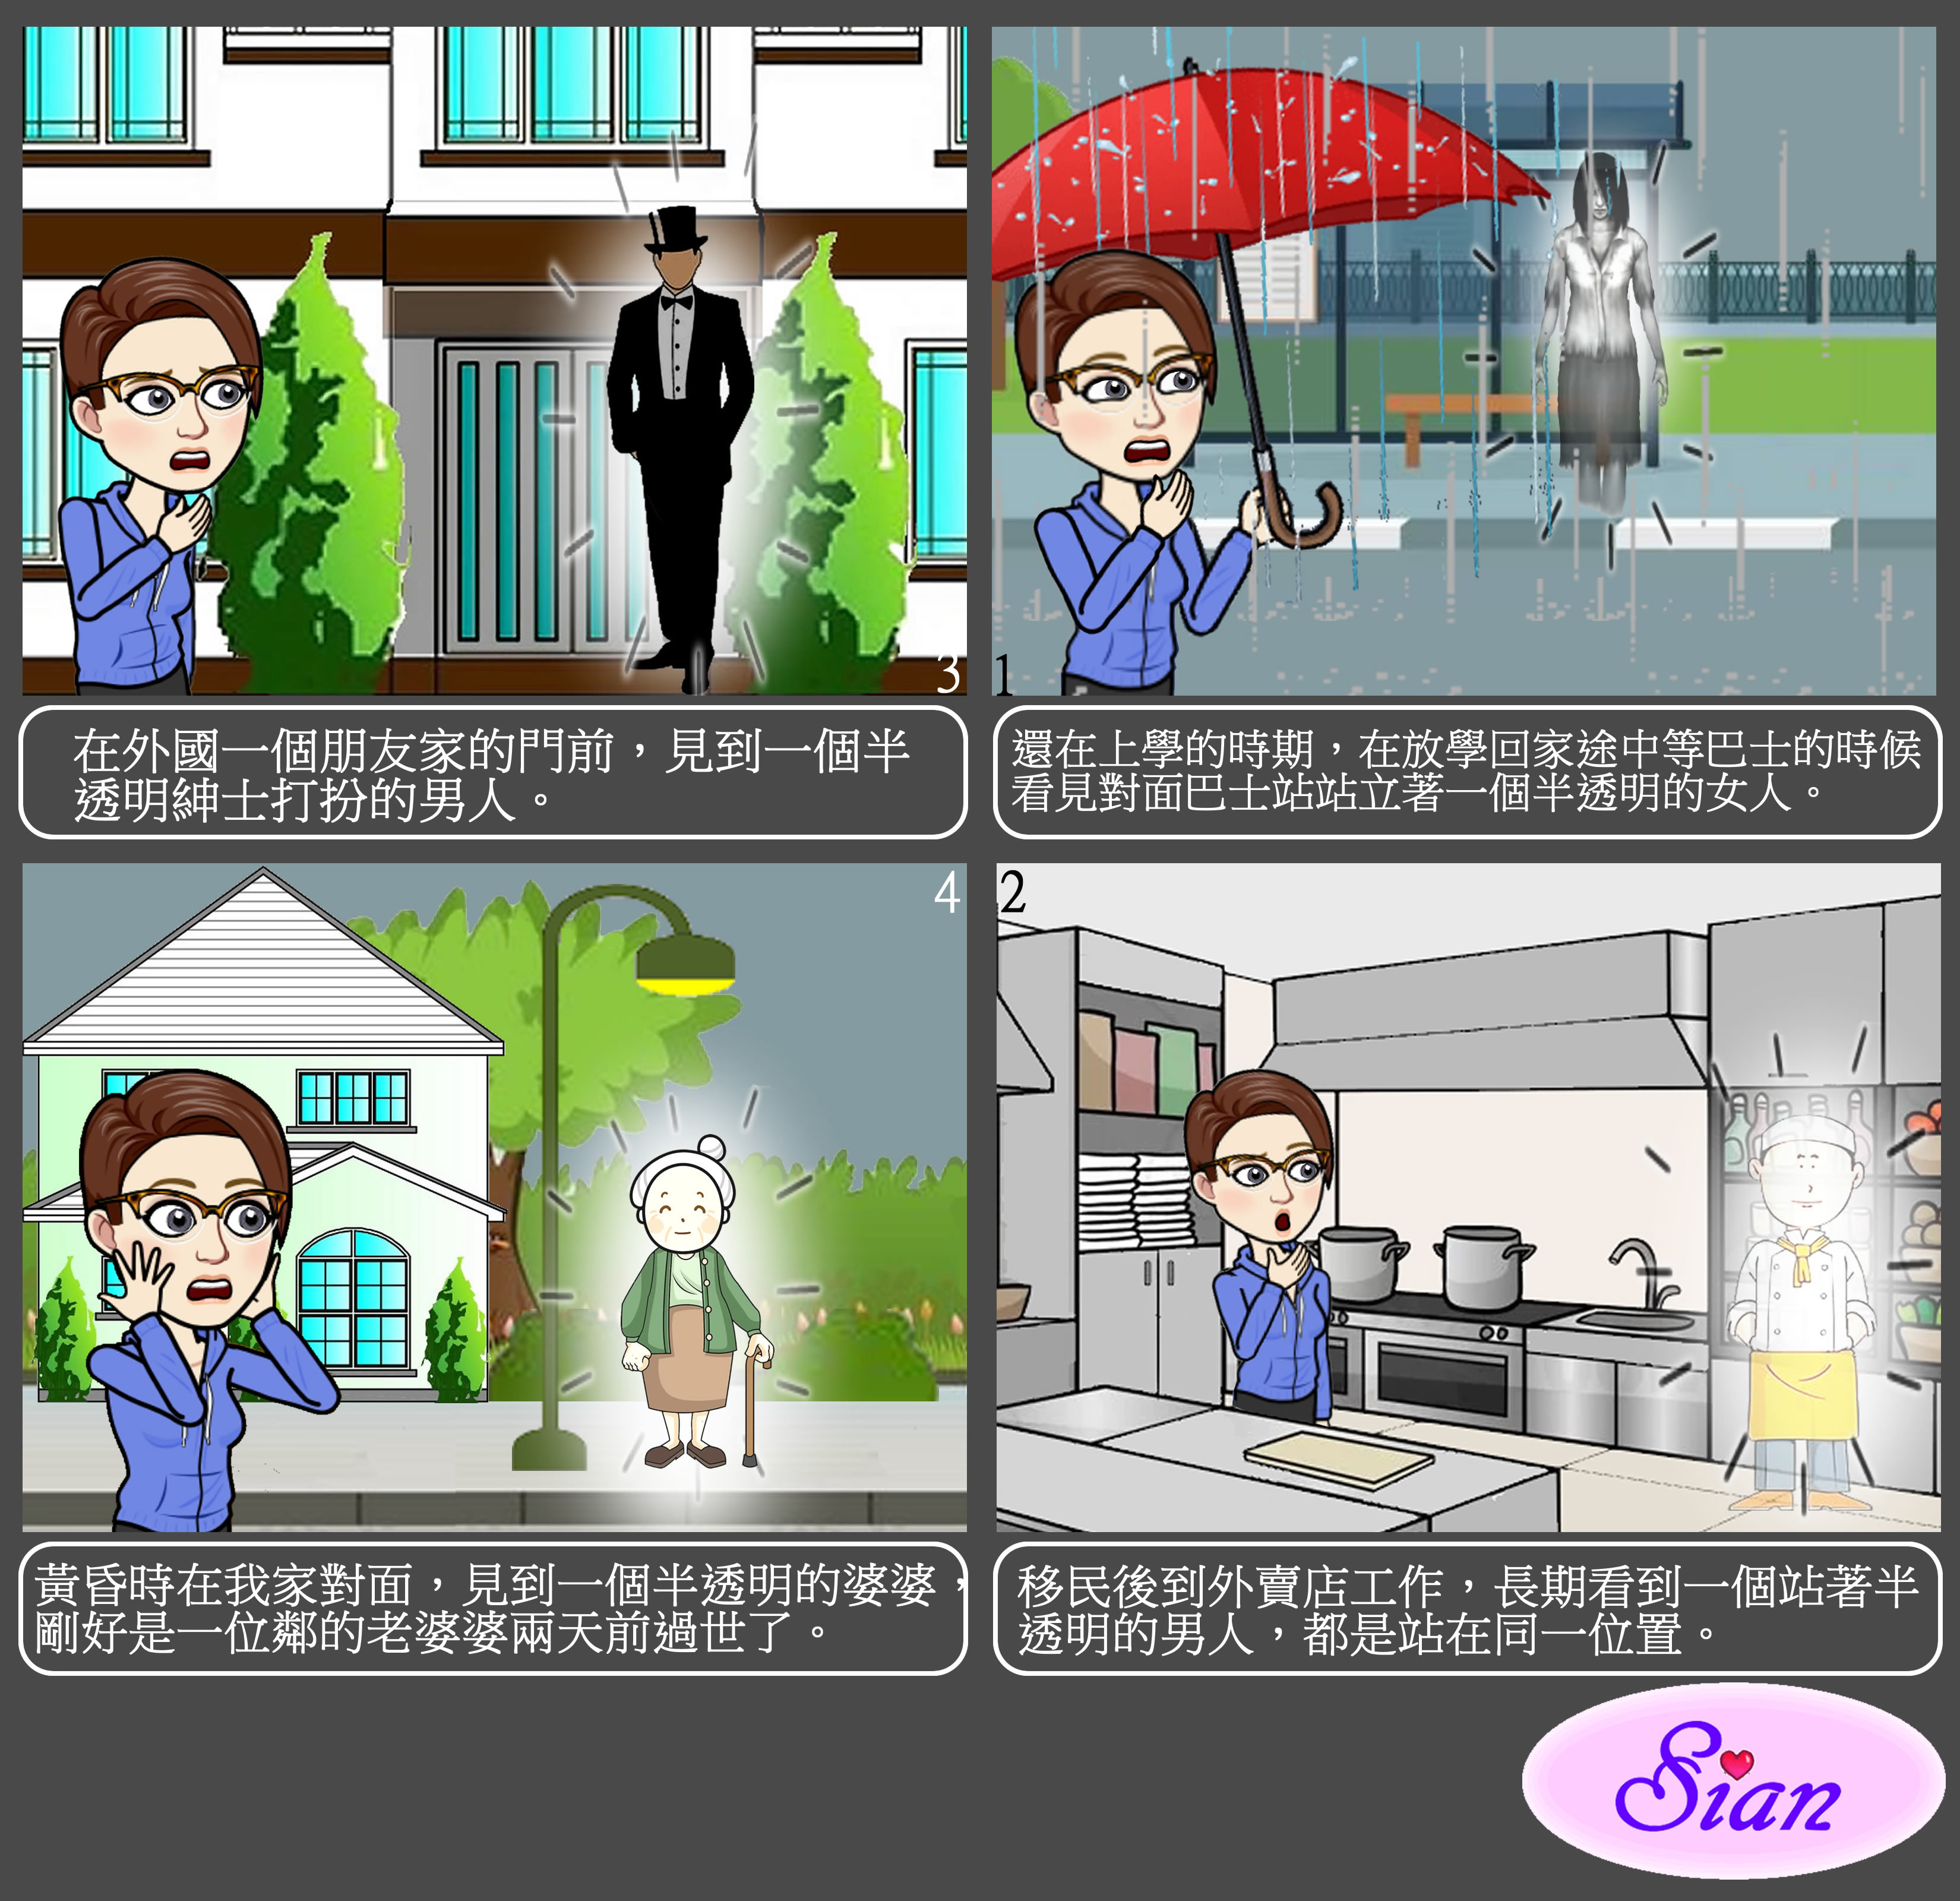 1
還在上學的時期，在放學回家途中等巴士的時候
看見對面巴士站站立著一個半透明的女人。
2
移民後到外賣店工作，長期看到一個站著半
透明的男人，都是站在同一位置。
3
在外國一個朋友家的門前，見到一個半
透明紳士打扮的男人。
4
黃昏時在我家對面，見到一個半透明的婆婆，
剛好是一位鄰的老婆婆兩天前過世了。
Sian